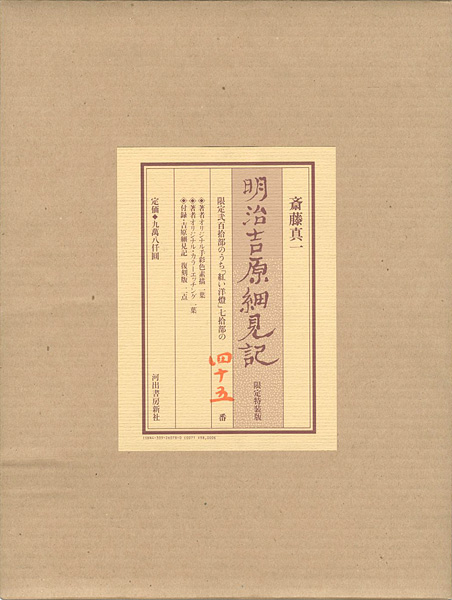 斎藤真一
明治吉原細見記
限定特装版
限定弐百拾部のうち「紅い洋燈」七拾部の
四十五 番
◉著者オリジナル手彩色素描一葉
◉著者オリジナル・カラーエッチング一葉
◉付録・吉原細見記 復刻版 二点
定価◆九萬八仟圓
河出書房新社